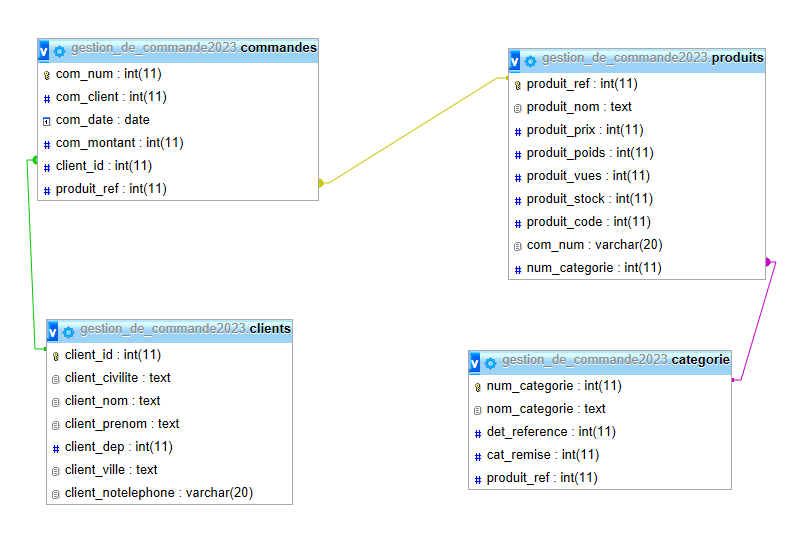 gestion_de_commande2023.commandes
com_num : int(11)
com_client : int(11)
com_date : date
com_montant : int(11)
client_id : int(11)
produit_ref : int(11)
gestion_de_commande2023.produits
produit_ref : int(11)
produit_nom : text
produit_prix : int(11)
produit_poids : int(11)
produit_vues : int(11)
produit_stock : int(11)
produit_code : int(11)
com_num : varchar(20)
num_categorie : int(11)
gestion_de_commande2023.clients
client_id : int(11)
client_civilite : text
client_nom : text
client_prenom : text
client_dep : int(11)
client_ville : text
client_notelephone : varchar(20)
gestion_de_commande2023.categorie
num_categorie : int(11)
nom_categorie : text
det_reference : int(11)
cat_remise : int(11)
produit_ref : int(11)